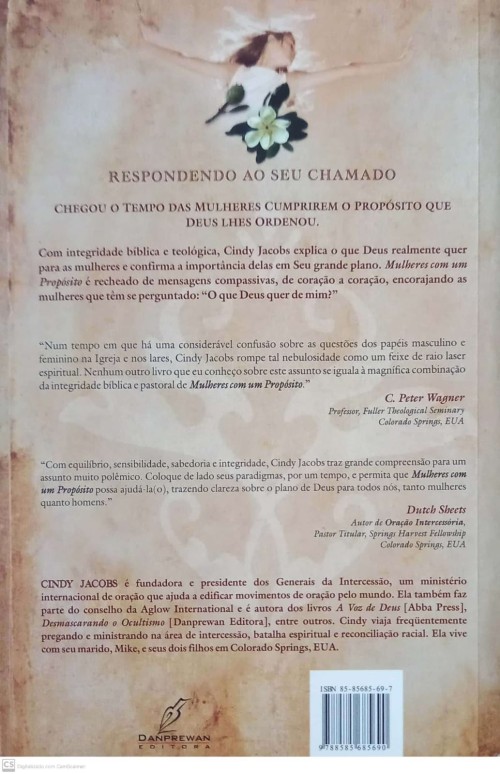 RESPONDENDO AO SEU CHAMADO
CHEGOU O TEMPO DAS MULHERES CUMPRIREM O PROPÓSITO QUE
DEUS LHES ORDENOU.
Com integridade bíblica e teológica, Cindy Jacobs explica o que Deus realmente quer
para as mulheres e confirma a importância delas em Seu grande plano. Mulheres com um
Propósito é recheado de mensagens compassivas, de coração a coração, encorajando as
mulheres que têm se perguntado: “O que Deus quer de mim?”
“Num tempo em que há uma considerável confusão sobre as questões dos papéis masculino e
feminino na Igreja e nos lares, Cindy Jacobs rompe tal nebulosidade como um feixe de raio laser
espiritual. Nenhum outro livro que eu conheço sobre este assunto se iguala à magnífica combinação
da integridade bíblica e pastoral de Mulheres com um Propósito.”
C. Peter Wagner
Professor, Fuller Theological Seminary
Colorado Springs, EUA
“Com equilíbrio, sensibilidade, sabedoria e integridade, Cindy Jacobs traz grande compreensão para um
assunto muito polêmico. Coloque de lado seus paradigmas, por um tempo, e permita que Mulheres com
um Propósito possa ajudá-la(o), trazendo clareza sobre o plano de Deus para todos nós, tanto mulheres
quanto homens.”
Dutch Sheets
Autor de Oração Intercessória,
Pastor Titular, Springs Harvest Fellowship
Colorado Springs, EUA
CINDY JACOBS é fundadora e presidente dos Generais da Intercessão, um ministério
internacional de oração que ajuda a edificar movimentos de oração pelo mundo. Ela também faz
parte do conselho da Aglow International e é autora dos livros A Voz de Deus [Abba Press],
Desmascarando o Ocultismo [Danprewan Editora], entre outros. Cindy viaja freqüentemente
pregando e ministrando na área de intercessão, batalha espiritual e reconciliação racial. Ela vive
com seu marido, Mike, e seus dois filhos em Colorado Springs, EUA.
ISBN 85-85685-69-7
9 788585 685690
DANPREWAN
EDITORA
CS Digitalizado com CamScanner